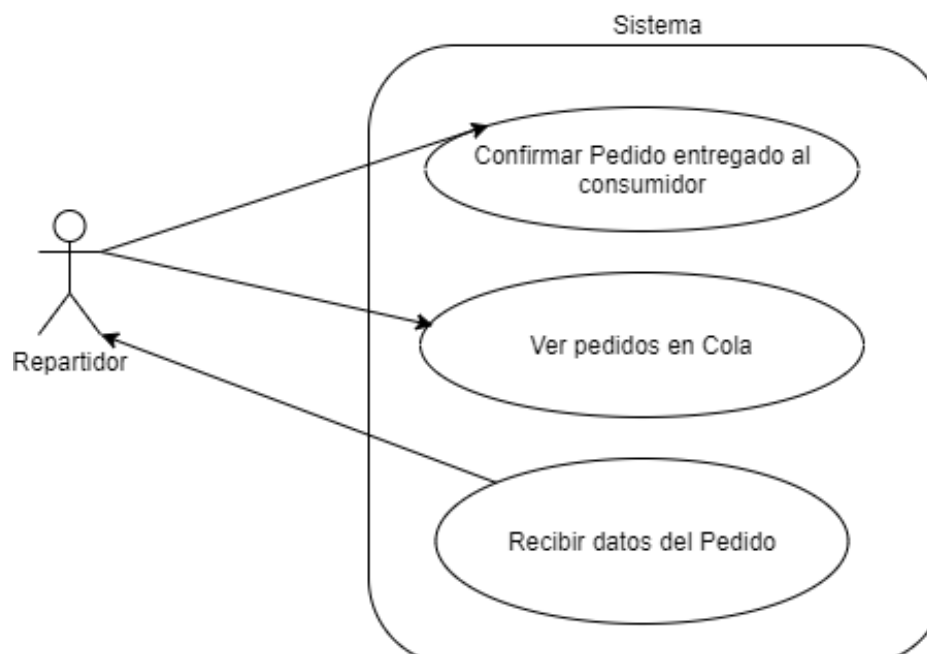 Sistema
Confirmar Pedido entregado al
consumidor
Ver pedidos en Cola
Repartidor
Recibir datos del Pedido